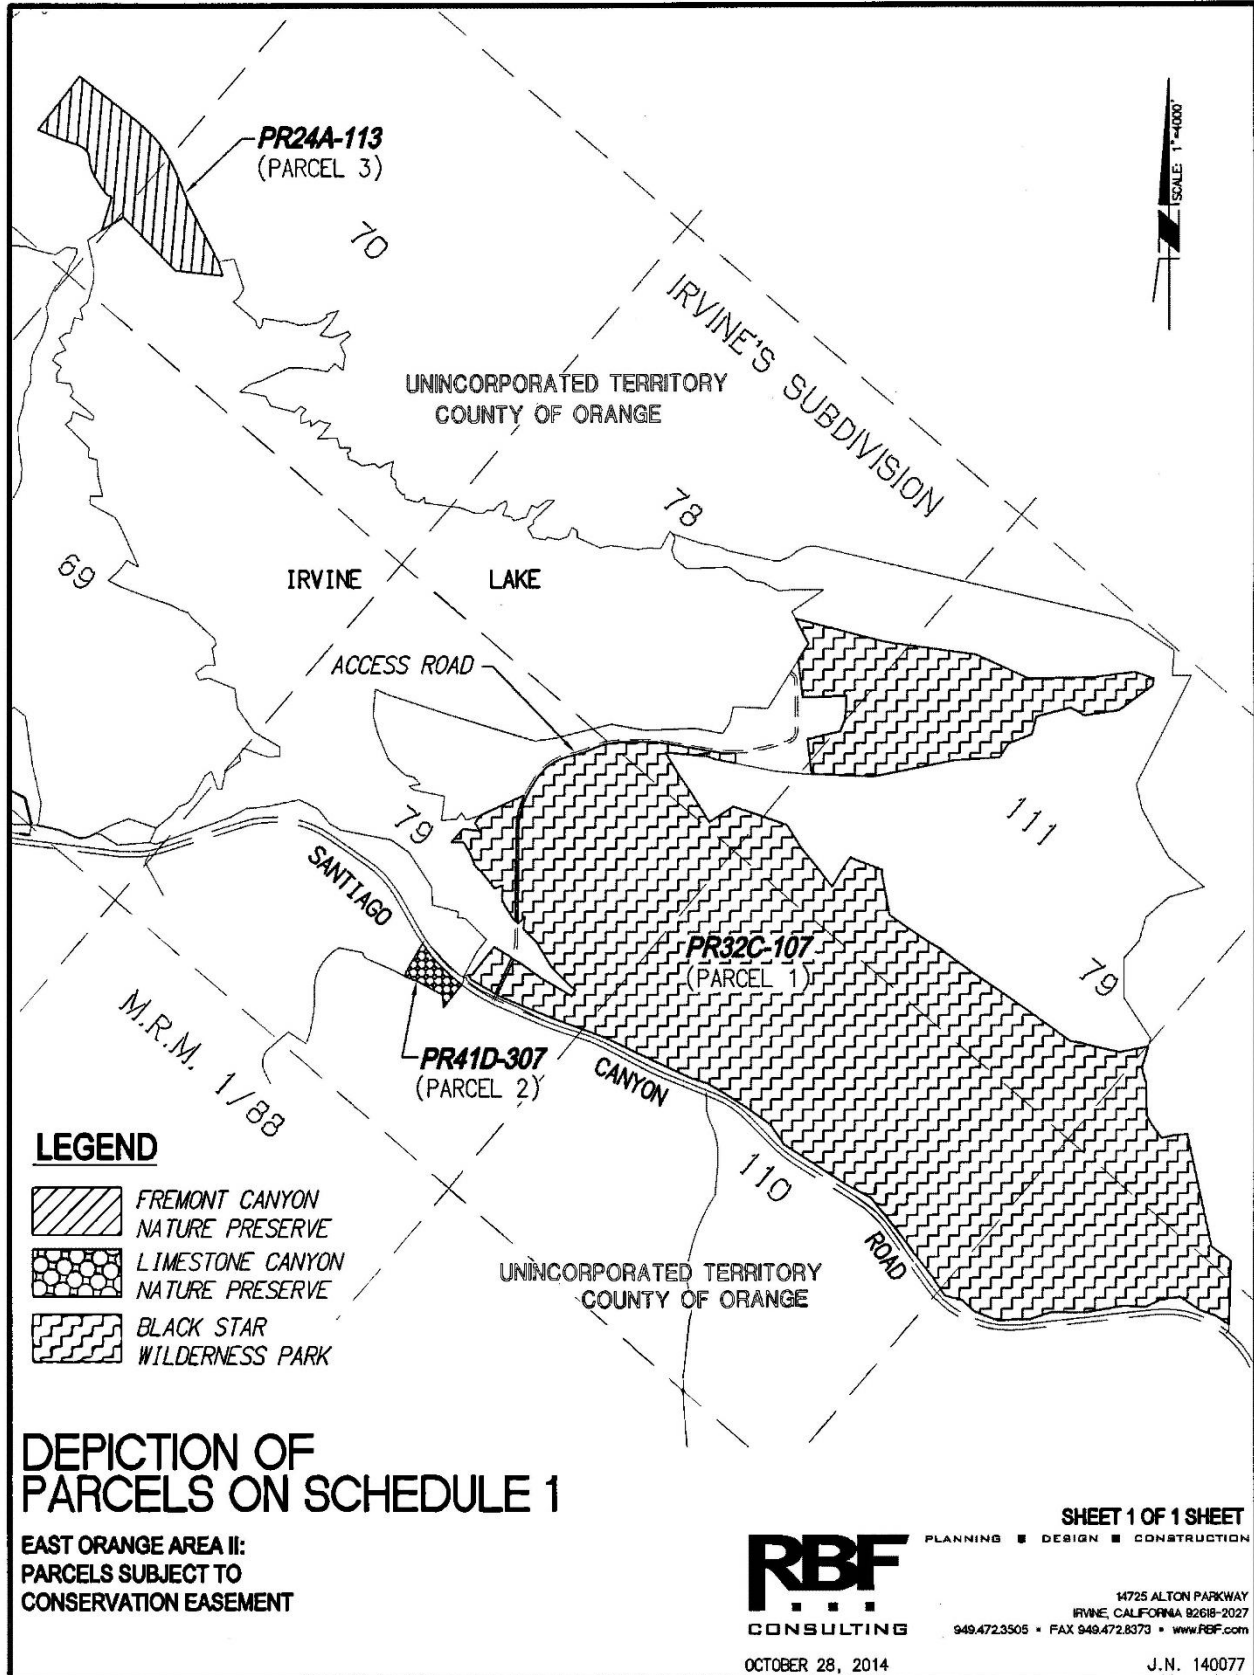 PR24A-113
(PARCEL 3)
SCALE: 1"=4000'
70
IRVINE'S SUBDIVISION
UNINCORPORATED TERRITORY
COUNTY OF ORANGE
78
69
IRVINE LAKE
ACCESS ROAD
79
111
SANTIAGO
PR32C-107
(PARCEL 1)
79
M.R.M. 1/88
PR41D-307
(PARCEL 2)
CANYON
110
ROAD
UNINCORPORATED TERRITORY
COUNTY OF ORANGE
LEGEND
FREMONT CANYON
NATURE PRESERVE
LIMESTONE CANYON
NATURE PRESERVE
BLACK STAR
WILDERNESS PARK
DEPICTION OF
PARCELS ON SCHEDULE 1
EAST ORANGE AREA II:
PARCELS SUBJECT TO
CONSERVATION EASEMENT
SHEET 1 OF 1 SHEET
PLANNING ■ DESIGN ■ CONSTRUCTION
RBF
CONSULTING
14725 ALTON PARKWAY
IRVINE, CALIFORNIA 92618-2027
949.472.3505 • FAX 949.472.8373 • www.RBF.com
OCTOBER 28, 2014
J.N. 140077